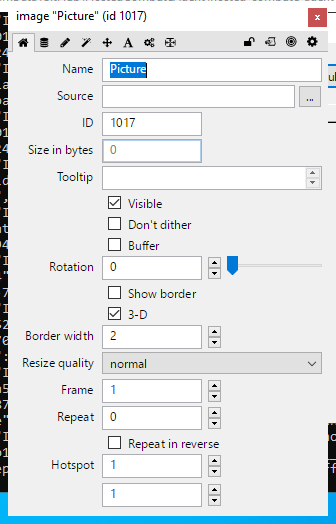 image "Picture" (id 1017)
x
A
Name Picture
Source ...
ID 1017
Size in bytes 0
Tooltip
Visible
Don't dither
Buffer
Rotation 0
Show border
3-D
Border width 2
Resize quality normal
Frame 1
Repeat 0
Repeat in reverse
Hotspot 1
1